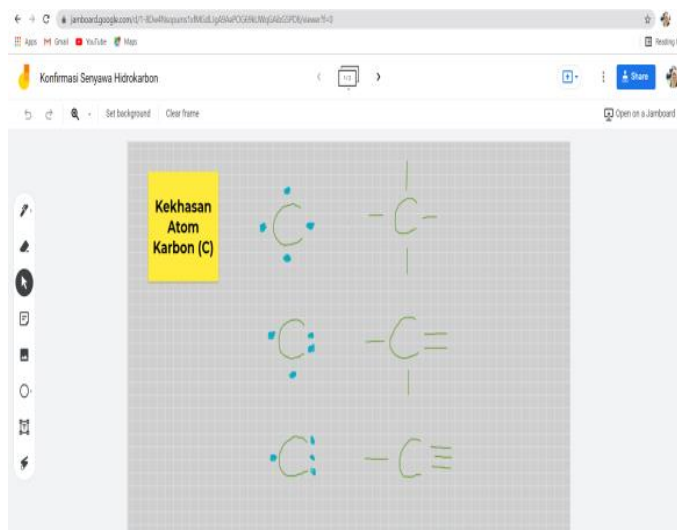 Apps Gmail YouTube Maps
Konfirmasi Senyawa Hidrokarbon
Share
Set background Clear frame
Open on a Jamboard
Kekhasan
Atom
Karbon (C)
C C
C C
C C